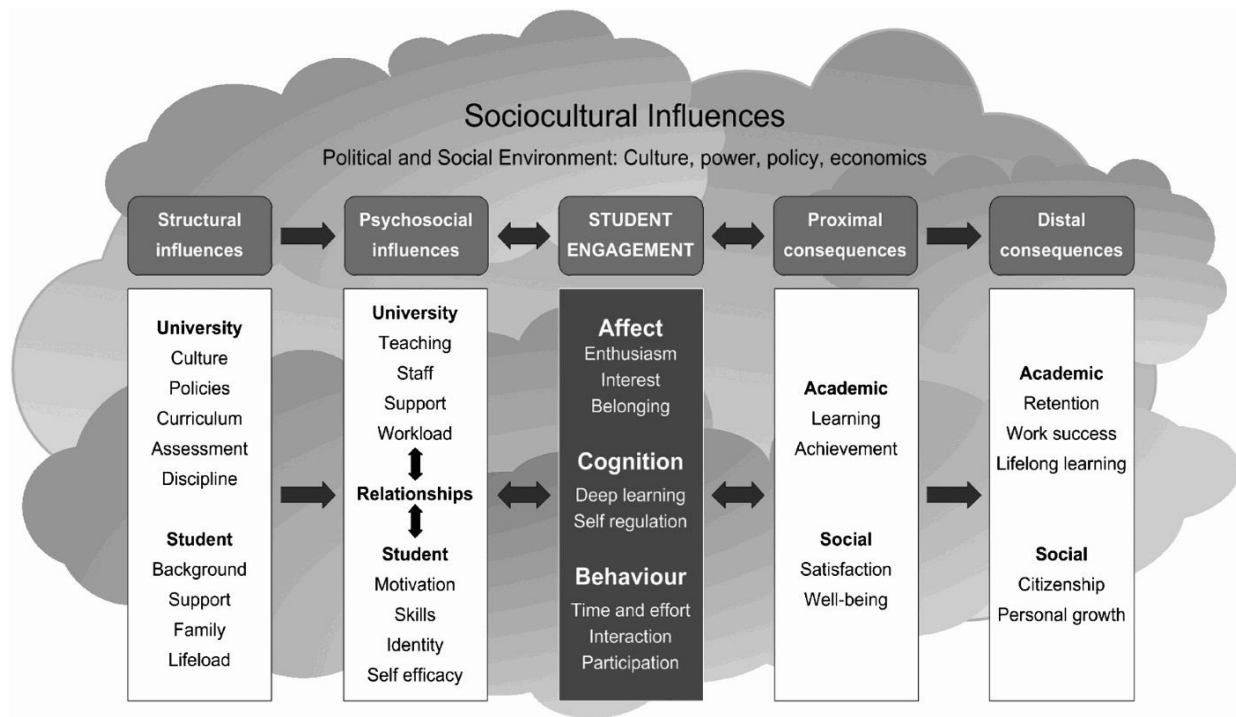 Sociocultural Influences
Political and Social Environment: Culture, power, policy, economics
Structural
influences
Psychosocial
influences
STUDENT
ENGAGEMENT
Proximal
consequences
Distal
consequences
University
Culture
Policies
Curriculum
Assessment
Discipline
Student
Background
Support
Family
Lifeload
University
Teaching
Staff
Support
Workload
Relationships
Student
Motivation
Skills
Identity
Self efficacy
Affect
Enthusiasm
Interest
Belonging
Cognition
Deep learning
Self regulation
Behaviour
Time and effort
Interaction
Participation
Academic
Learning
Achievement
Social
Satisfaction
Well-being
Academic
Retention
Work success
Lifelong learning
Social
Citizenship
Personal growth